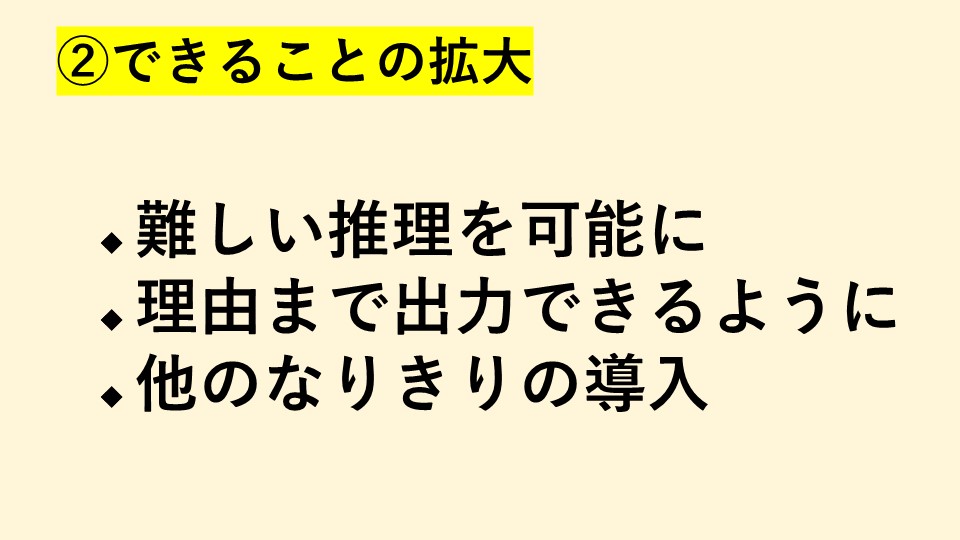 ②できることの拡大
◆難しい推理を可能に
◆理由まで出力できるように
◆他のなりきりの導入